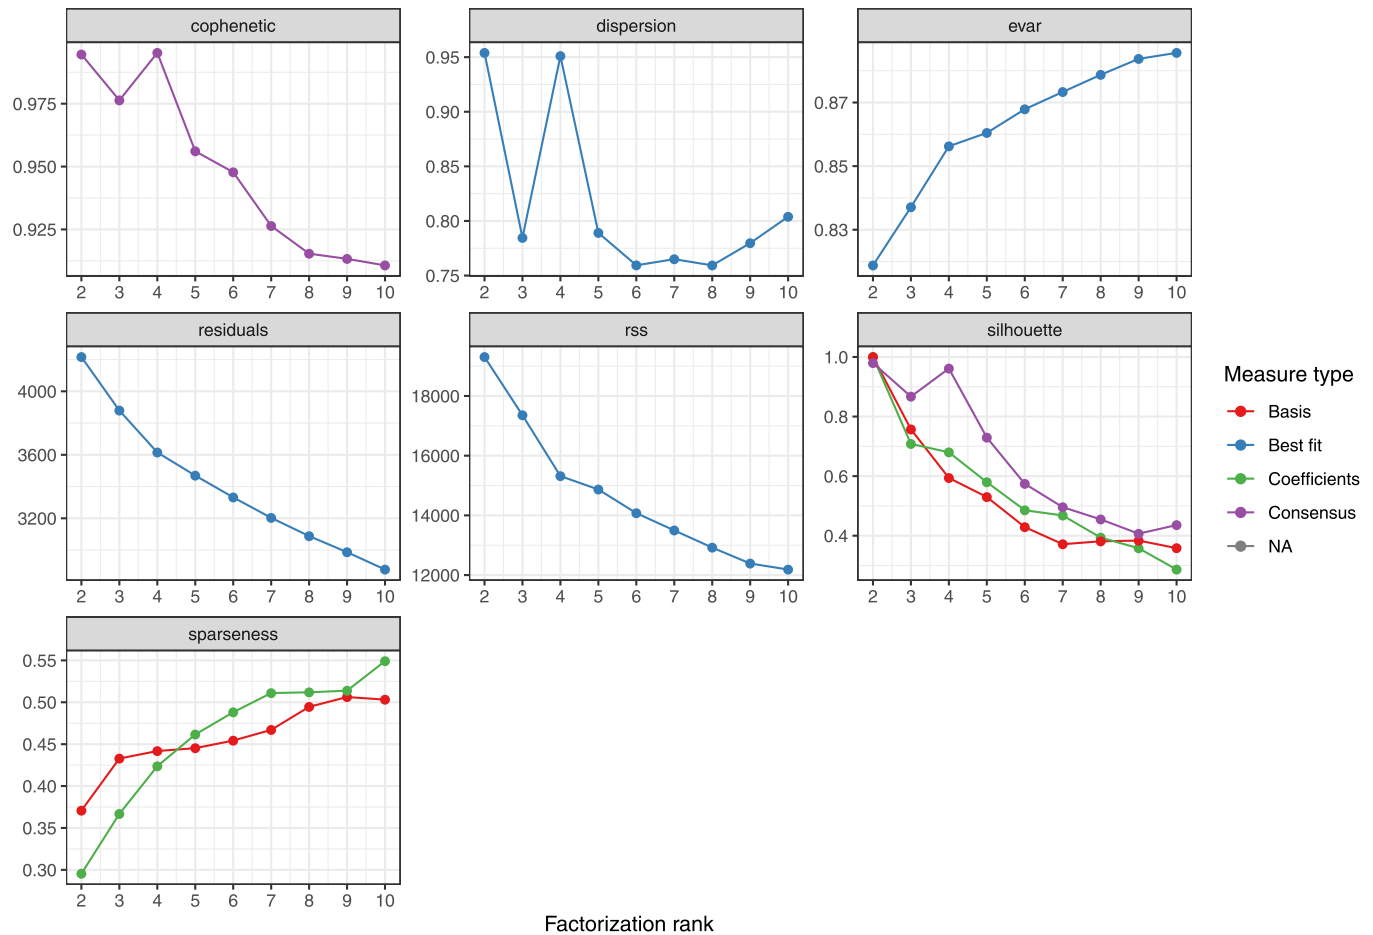 cophenetic
0.975
0.950
0.925
2 3 4 5 6 7 8 9 10
dispersion
0.95
0.90
0.85
0.80
0.75
2 3 4 5 6 7 8 9 10
evar
0.87
0.85
0.83
2 3 4 5 6 7 8 9 10
residuals
4000
3600
3200
2 3 4 5 6 7 8 9 10
rss
18000
16000
14000
12000
2 3 4 5 6 7 8 9 10
silhouette
1.0
0.8
0.6
0.4
2 3 4 5 6 7 8 9 10
sparseness
0.55
0.50
0.45
0.40
0.35
0.30
2 3 4 5 6 7 8 9 10
Factorization rank
Measure type
Basis
Best fit
Coefficients
Consensus
NA